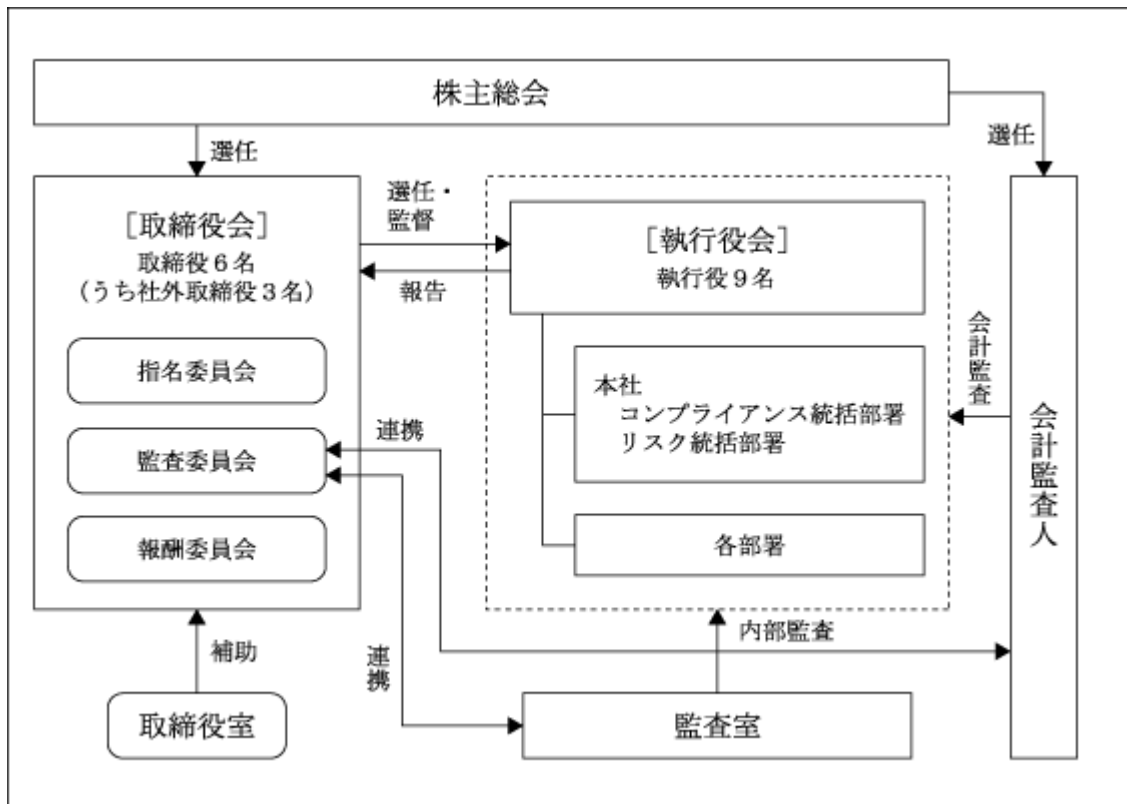 株主総会
選任
選任
[取締役会]
取締役6名
(うち社外取締役3名)
指名委員会
監査委員会
報酬委員会
選任・
監督
報告
[執行役会]
執行役9名
本社
コンプライアンス統括部署
リスク統括部署
各部署
会計監査
会計監査人
連携
連携
内部監査
補助
取締役室
監査室